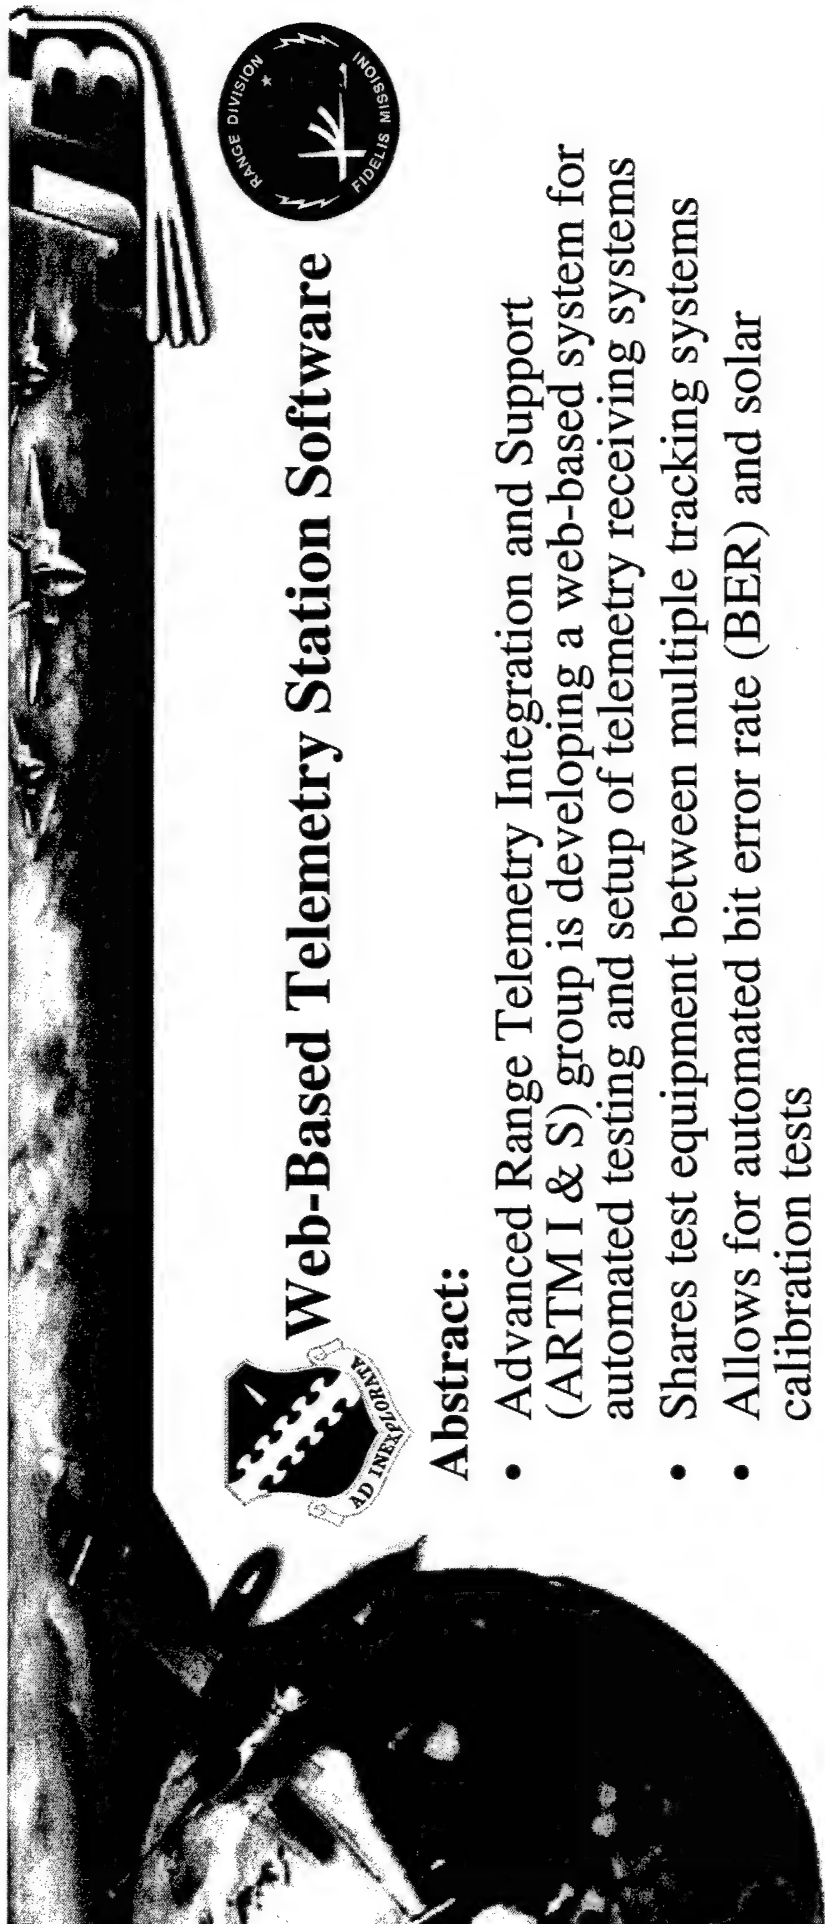 RANGE DIVISION
FIDELIS MISSIONI
Web-Based Telemetry Station Software
AD INEXPLORATA
Abstract:
• Advanced Range Telemetry Integration and Support
(ARTM I & S) group is developing a web-based system for
automated testing and setup of telemetry receiving systems
• Shares test equipment between multiple tracking systems
• Allows for automated bit error rate (BER) and solar
calibration tests